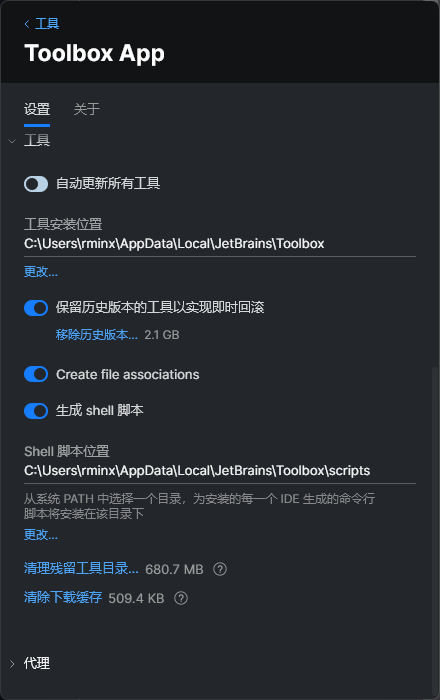 工具
Toolbox App
设置 关于
工具
自动更新所有工具
工具安装位置
C:\Users\rminx\AppData\Local\JetBrains\Toolbox
更改...
保留历史版本的工具以实现即时回滚
移除历史版本... 2.1 GB
Create file associations
生成 shell 脚本
Shell 脚本位置
C:\Users\rminx\AppData\Local\JetBrains\Toolbox\scripts
从系统 PATH 中选择一个目录，为安装的每一个 IDE 生成的命令行
脚本将安装在该目录下
更改...
清理残留工具目录... 680.7 MB ?
清除下载缓存 509.4 KB ?
代理